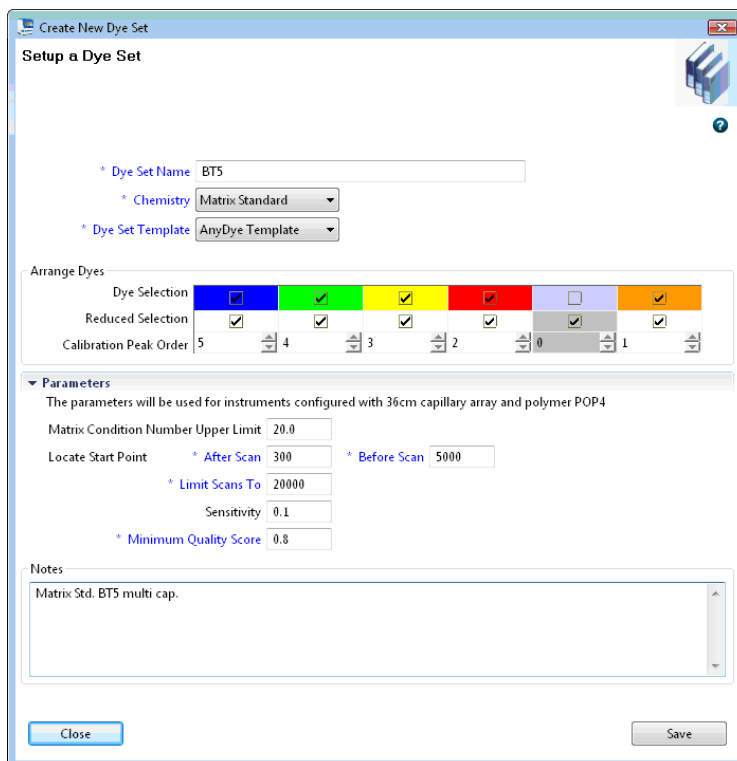 Create New Dye Set
Setup a Dye Set
* Dye Set Name BT5
* Chemistry Matrix Standard
* Dye Set Template AnyDye Template
Arrange Dyes
Dye Selection
Reduced Selection
Calibration Peak Order 5 4 3 2 0 1
Parameters
The parameters will be used for instruments configured with 36cm capillary array and polymer POP4
Matrix Condition Number Upper Limit 20.0
Locate Start Point * After Scan 300 * Before Scan 5000
* Limit Scans To 20000
Sensitivity 0.1
* Minimum Quality Score 0.8
Notes
Matrix Std. BT5 multi cap.
Close Save